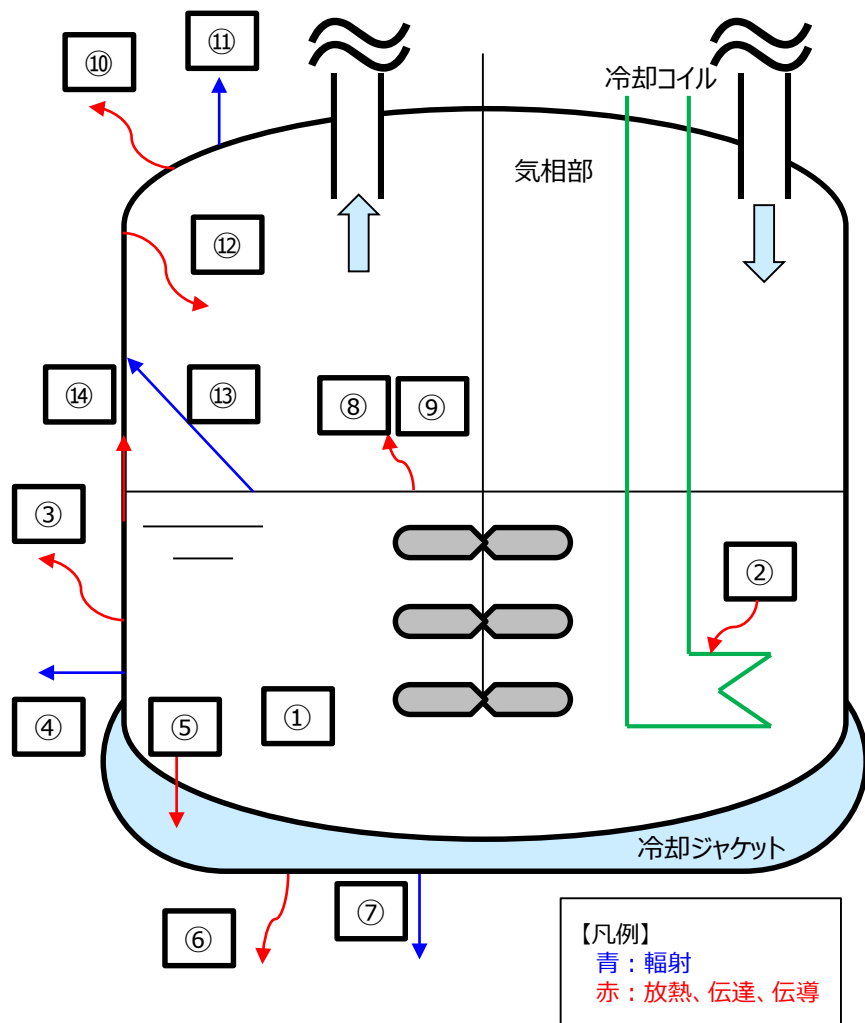 ⑪
⑩
冷却コイル
気相部
⑫
⑭
⑬
⑧
⑨
③
②
④
⑤
①
冷却ジャケット
⑥
⑦
【凡例】
青：輻射
赤：放熱、伝達、伝導